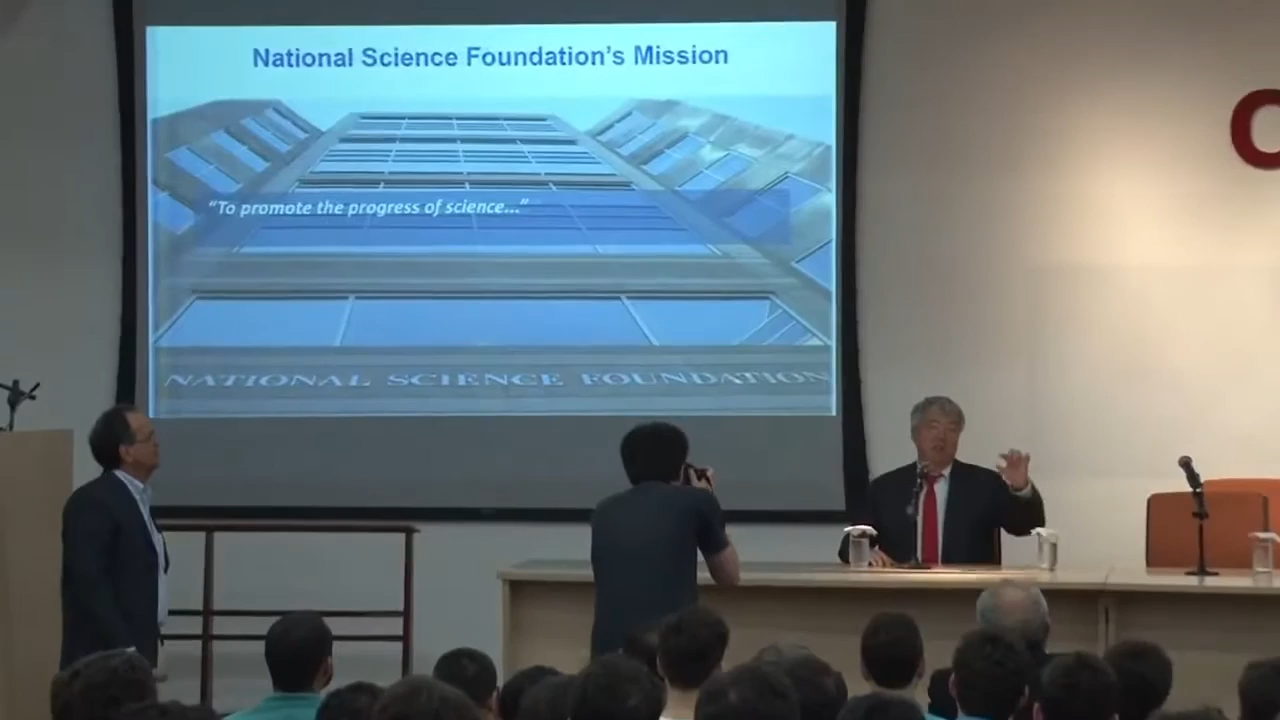 National Science Foundation's Mission
“To promote the progress of science...”
NATIONAL SCIENCE FOUNDATION